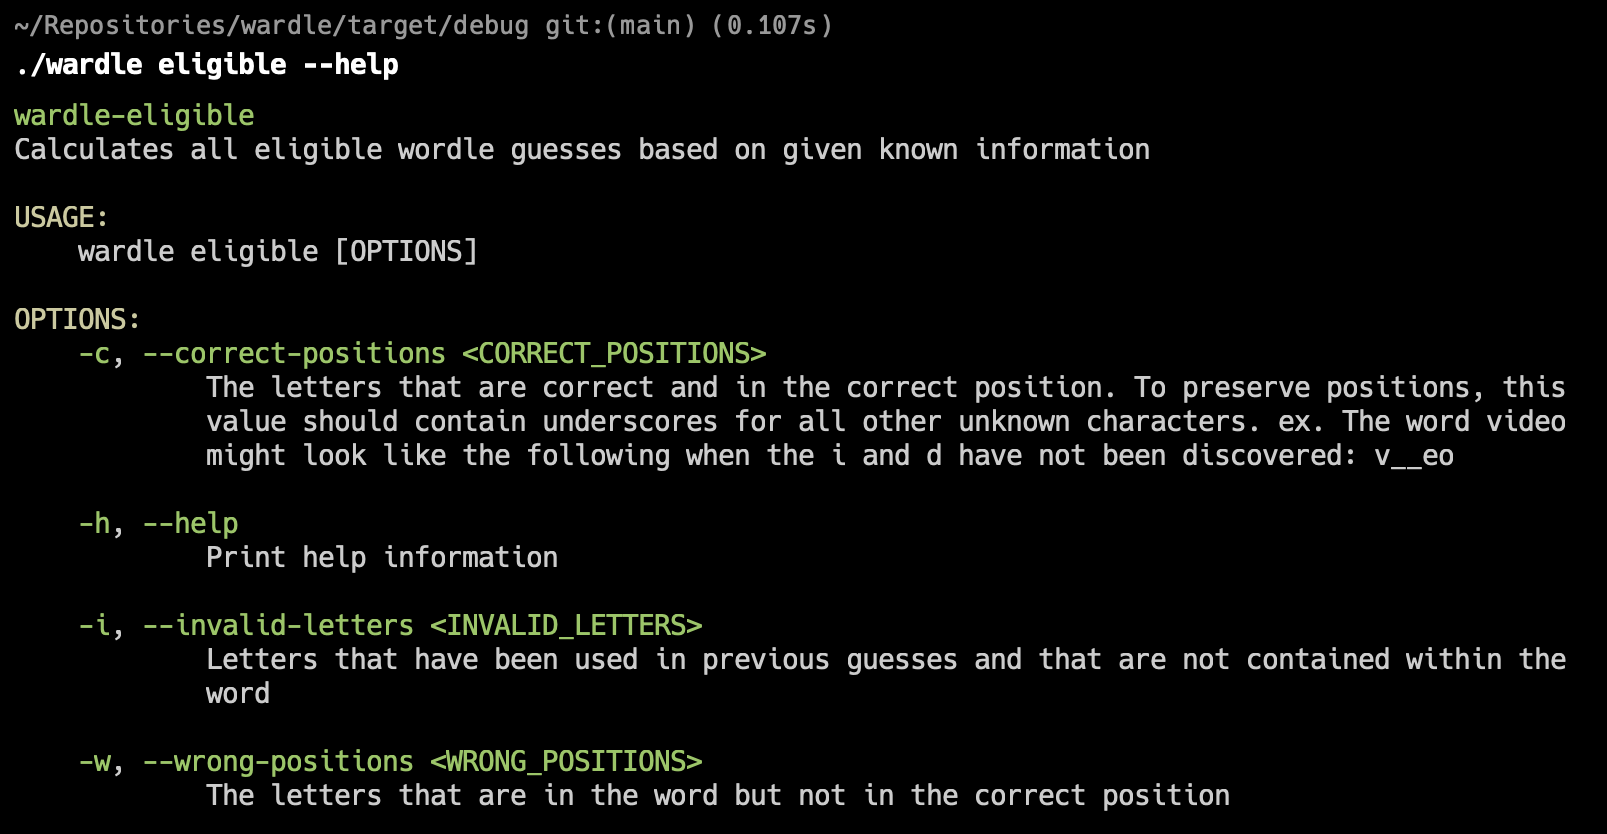 ~/Repositories/wardle/target/debug git:(main) (0.107s)
./wardle eligible --help
wardle-eligible
Calculates all eligible wordle guesses based on given known information
USAGE:
wardle eligible [OPTIONS]
OPTIONS:
-c, --correct-positions <CORRECT_POSITIONS>
The letters that are correct and in the correct position. To preserve positions, this
value should contain underscores for all other unknown characters. ex. The word video
might look like the following when the i and d have not been discovered: v__eo
-h, --help
Print help information
-i, --invalid-letters <INVALID_LETTERS>
Letters that have been used in previous guesses and that are not contained within the
word
-w, --wrong-positions <WRONG_POSITIONS>
The letters that are in the word but not in the correct position